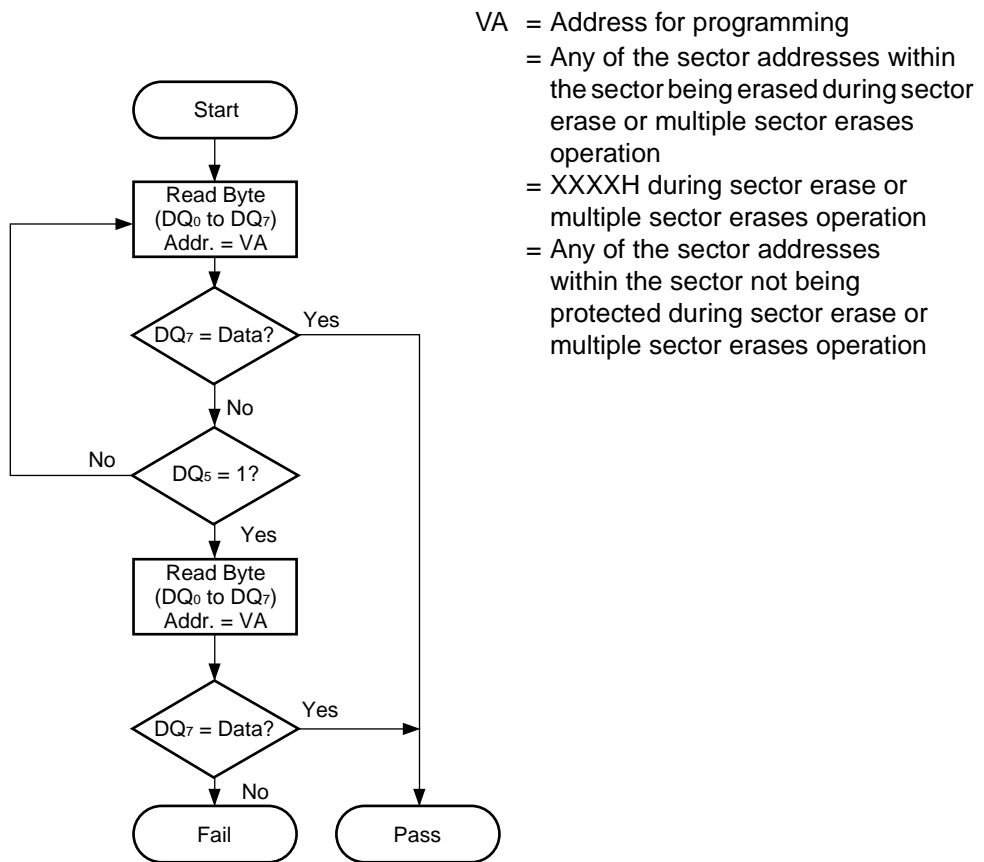 VA = Address for programming
= Any of the sector addresses within
the sector being erased during sector
erase or multiple sector erases
operation
= XXXXH during sector erase or
multiple sector erases operation
= Any of the sector addresses
within the sector not being
protected during sector erase or
multiple sector erases operation
Start
Read Byte
(DQ0 to DQ7)
Addr. = VA
DQ7 = Data?
Yes
No
DQ5 = 1?
No
Yes
Read Byte
(DQ0 to DQ7)
Addr. = VA
DQ7 = Data?
Yes
No
Fail
Pass